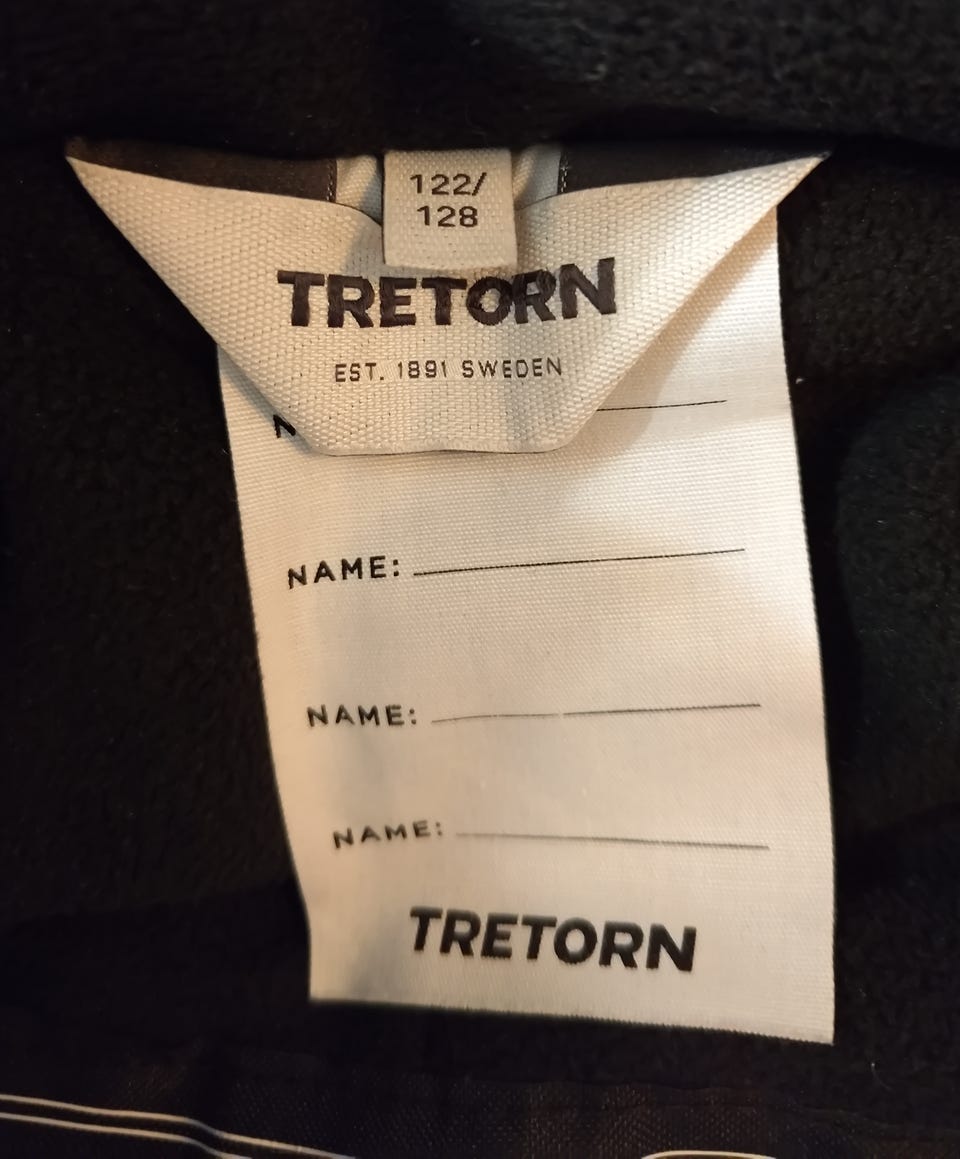 122/
128
TRETORN
EST. 1891 SWEDEN
N
NAME:
NAME:
NAME:
TRETORN